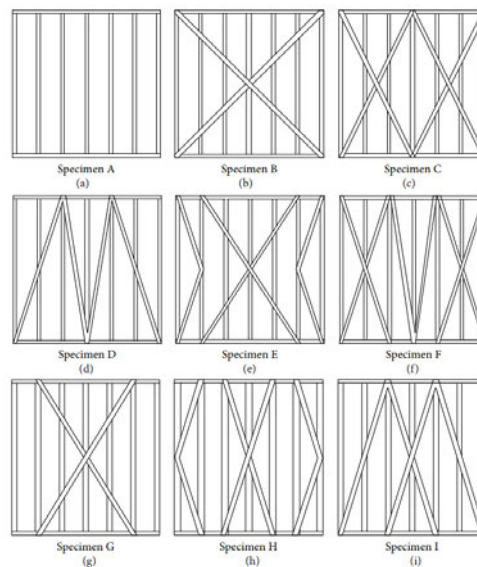 Specimen A
(a)
Specimen B
(b)
Specimen C
(c)
Specimen D
(d)
Specimen E
(e)
Specimen F
(f)
Specimen G
(g)
Specimen H
(h)
Specimen I
(i)